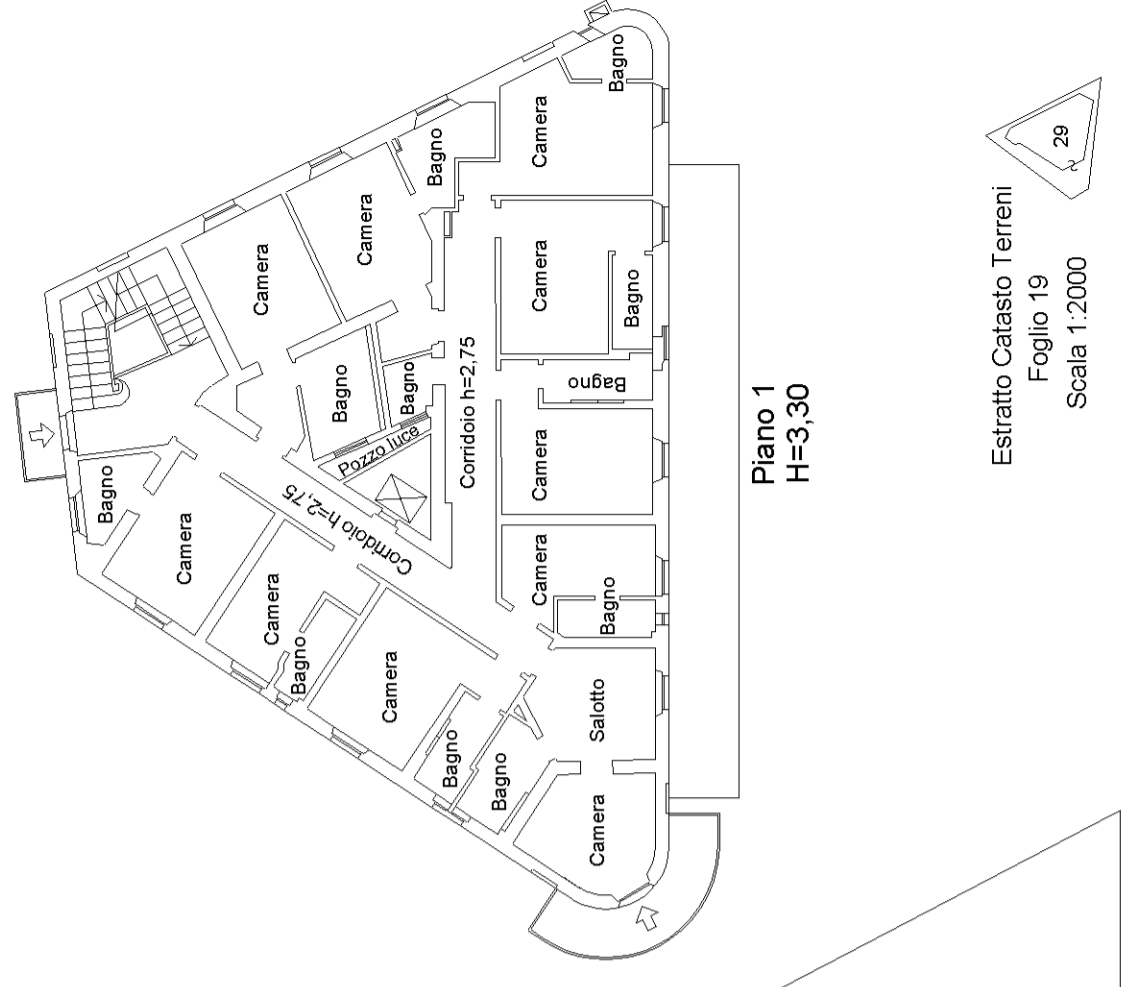 Bagno
Camera
Bagno
Camera
Camera
Camera
Bagno
Bagno
Bagno
Bagno
Corridoio h=2,75
Pozzo luce
Camera
Corridoio h=2,75
Bagno
Camera
Camera
Bagno
Camera
Bagno
Camera
Salotto
Bagno
Bagno
Camera
Piano 1
H=3,30
Estratto Catasto Terreni
Foglio 19
Scala 1:2000
29